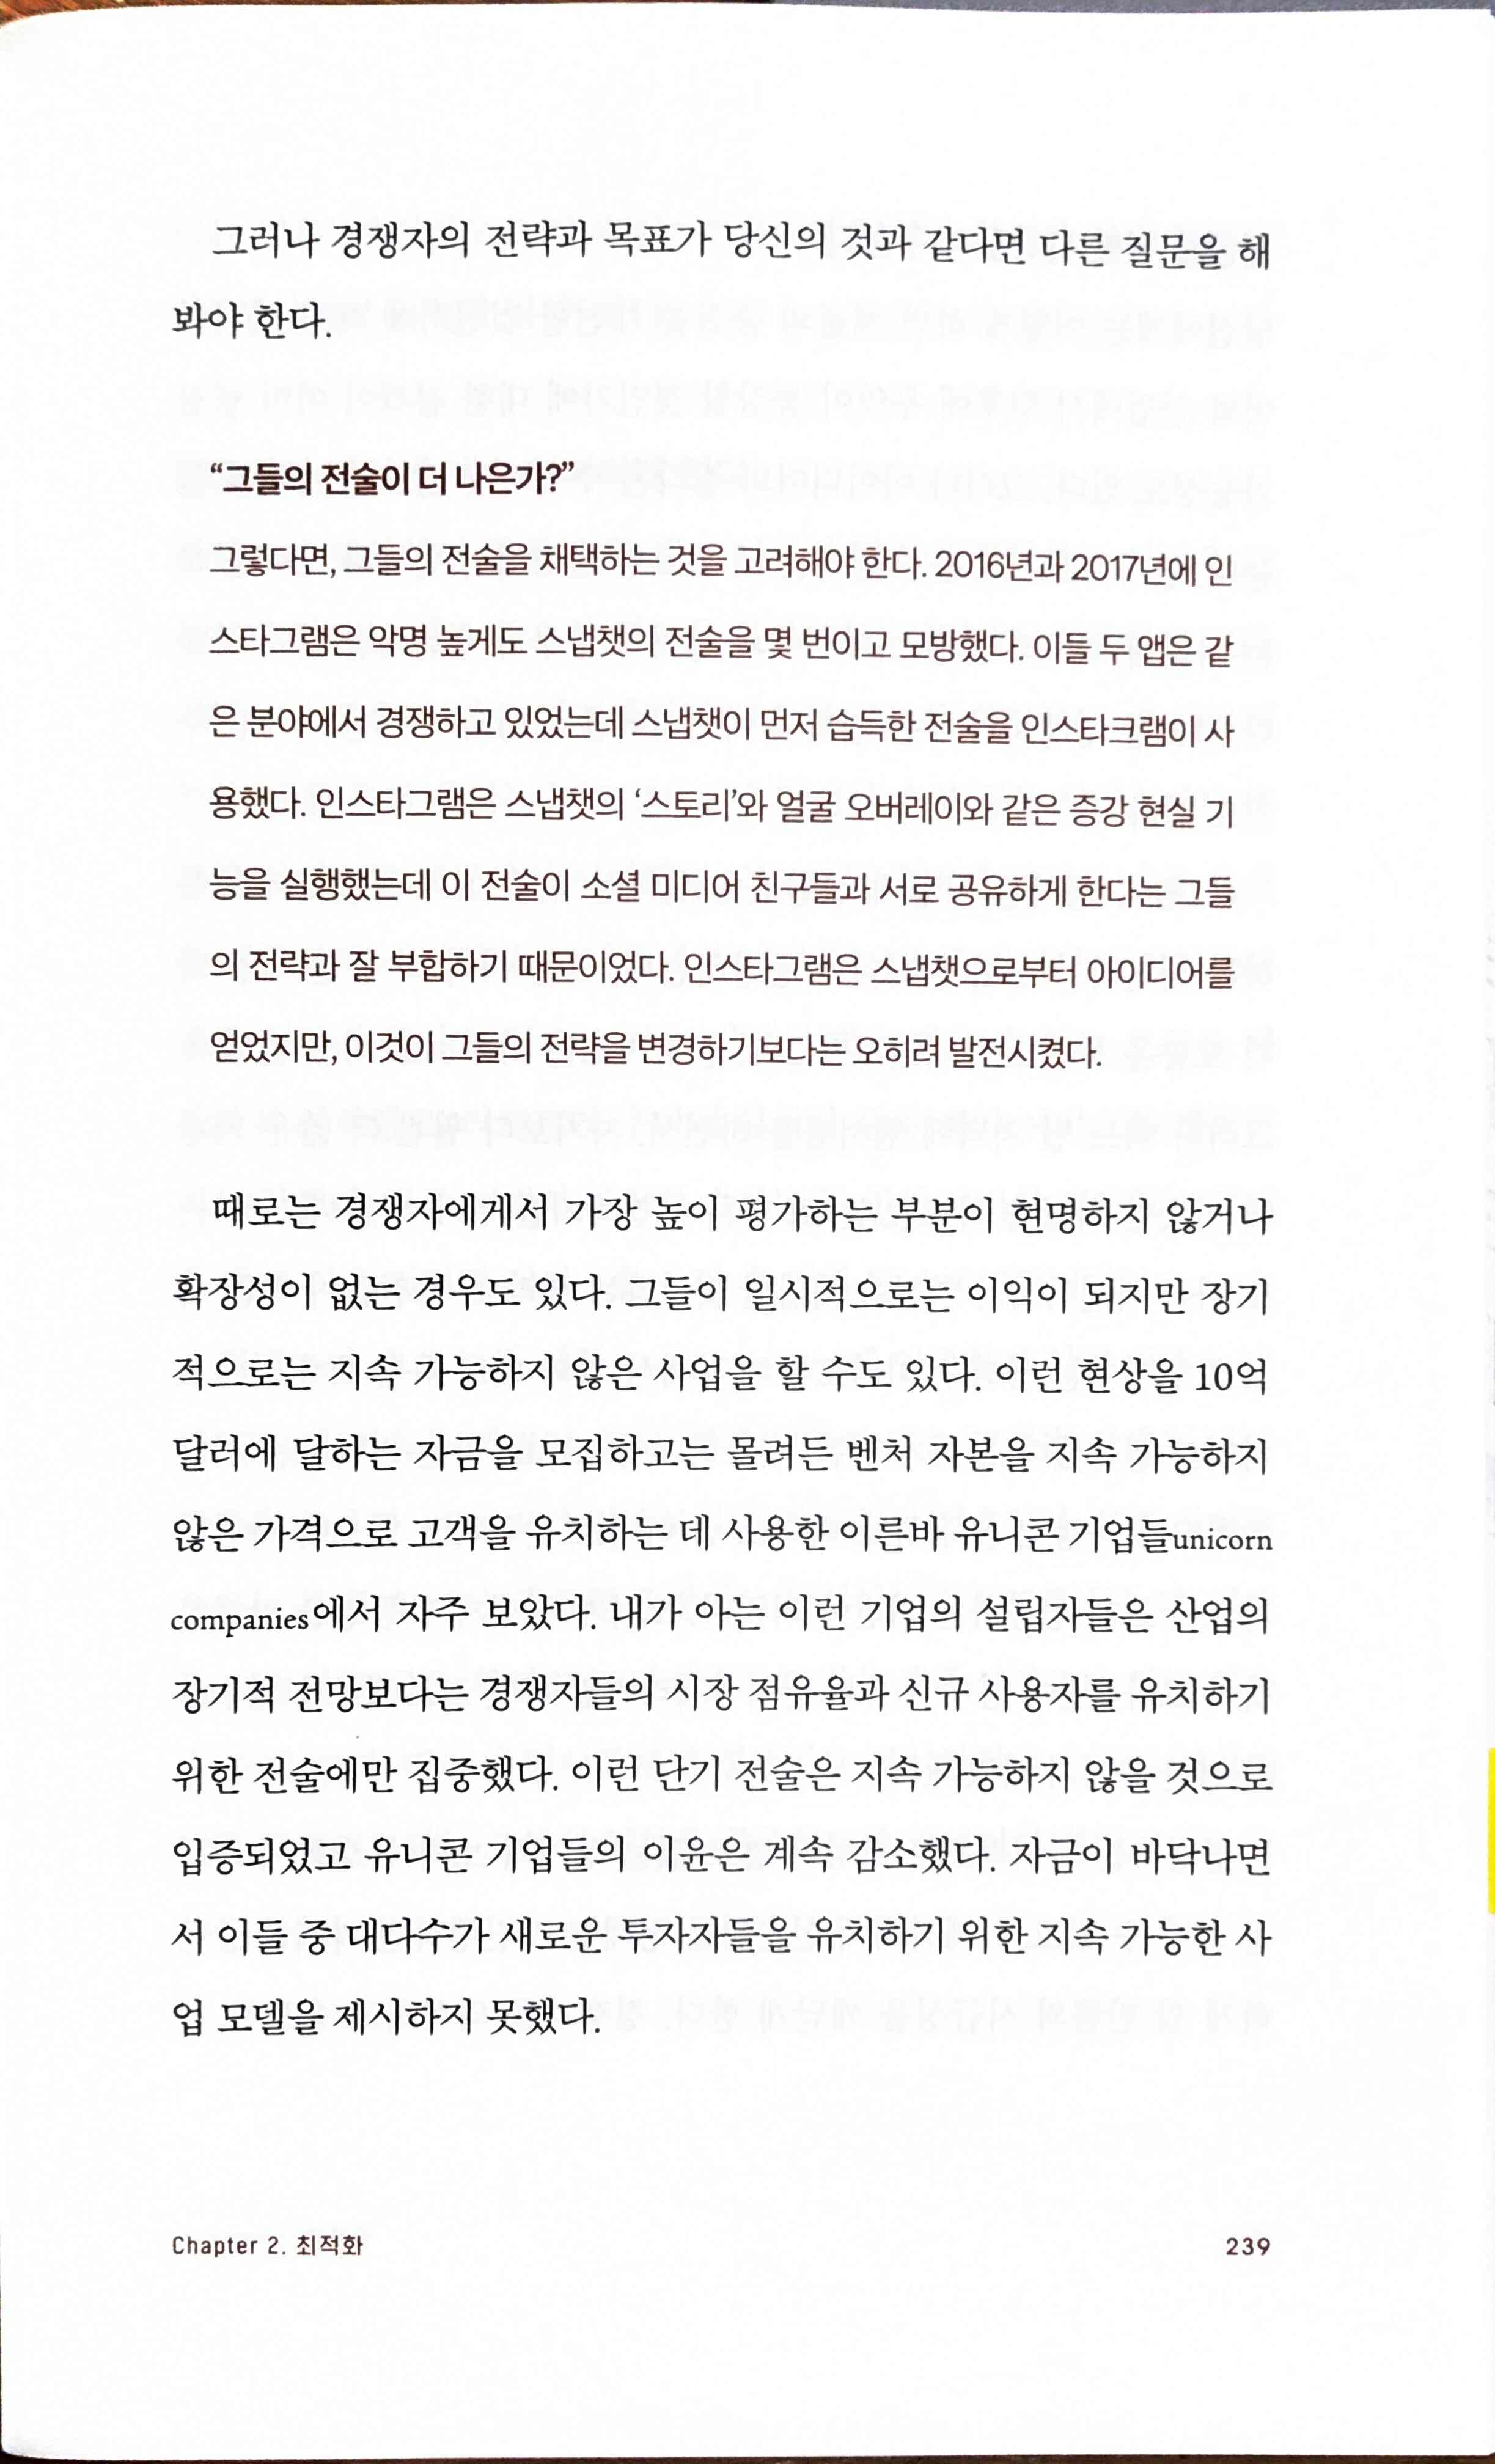 그러나 경쟁자의 전략과 목표가 당신의 것과 같다면 다른 질문을 해
봐야 한다.
“그들의 전술이 더 나은가?”
그렇다면, 그들의 전술을 채택하는 것을 고려해야 한다. 2016년과 2017년에 인
스타그램은 악명 높게도 스냅챗의 전술을 몇 번이고 모방했다. 이들 두 앱은 같
은 분야에서 경쟁하고 있었는데 스냅챗이 먼저 습득한 전술을 인스타크램이 사
용했다. 인스타그램은 스냅챗의 ‘스토리’와 얼굴 오버레이와 같은 증강 현실 기
능을 실행했는데 이 전술이 소셜 미디어 친구들과 서로 공유하게 한다는 그들
의 전략과 잘 부합하기 때문이었다. 인스타그램은 스냅챗으로부터 아이디어를
얻었지만, 이것이 그들의 전략을 변경하기보다는 오히려 발전시켰다.
때로는 경쟁자에게서 가장 높이 평가하는 부분이 현명하지 않거나
확장성이 없는 경우도 있다. 그들이 일시적으로는 이익이 되지만 장기
적으로는 지속 가능하지 않은 사업을 할 수도 있다. 이런 현상을 10억
달러에 달하는 자금을 모집하고는 몰려든 벤처 자본을 지속 가능하지
않은 가격으로 고객을 유치하는 데 사용한 이른바 유니콘 기업들unicorn
companies에서 자주 보았다. 내가 아는 이런 기업의 설립자들은 산업의
장기적 전망보다는 경쟁자들의 시장 점유율과 신규 사용자를 유치하기
위한 전술에만 집중했다. 이런 단기 전술은 지속 가능하지 않을 것으로
입증되었고 유니콘 기업들의 이윤은 계속 감소했다. 자금이 바닥나면
서 이들 중 대다수가 새로운 투자자들을 유치하기 위한 지속 가능한 사
업 모델을 제시하지 못했다.
Chapter 2. 최적화
239